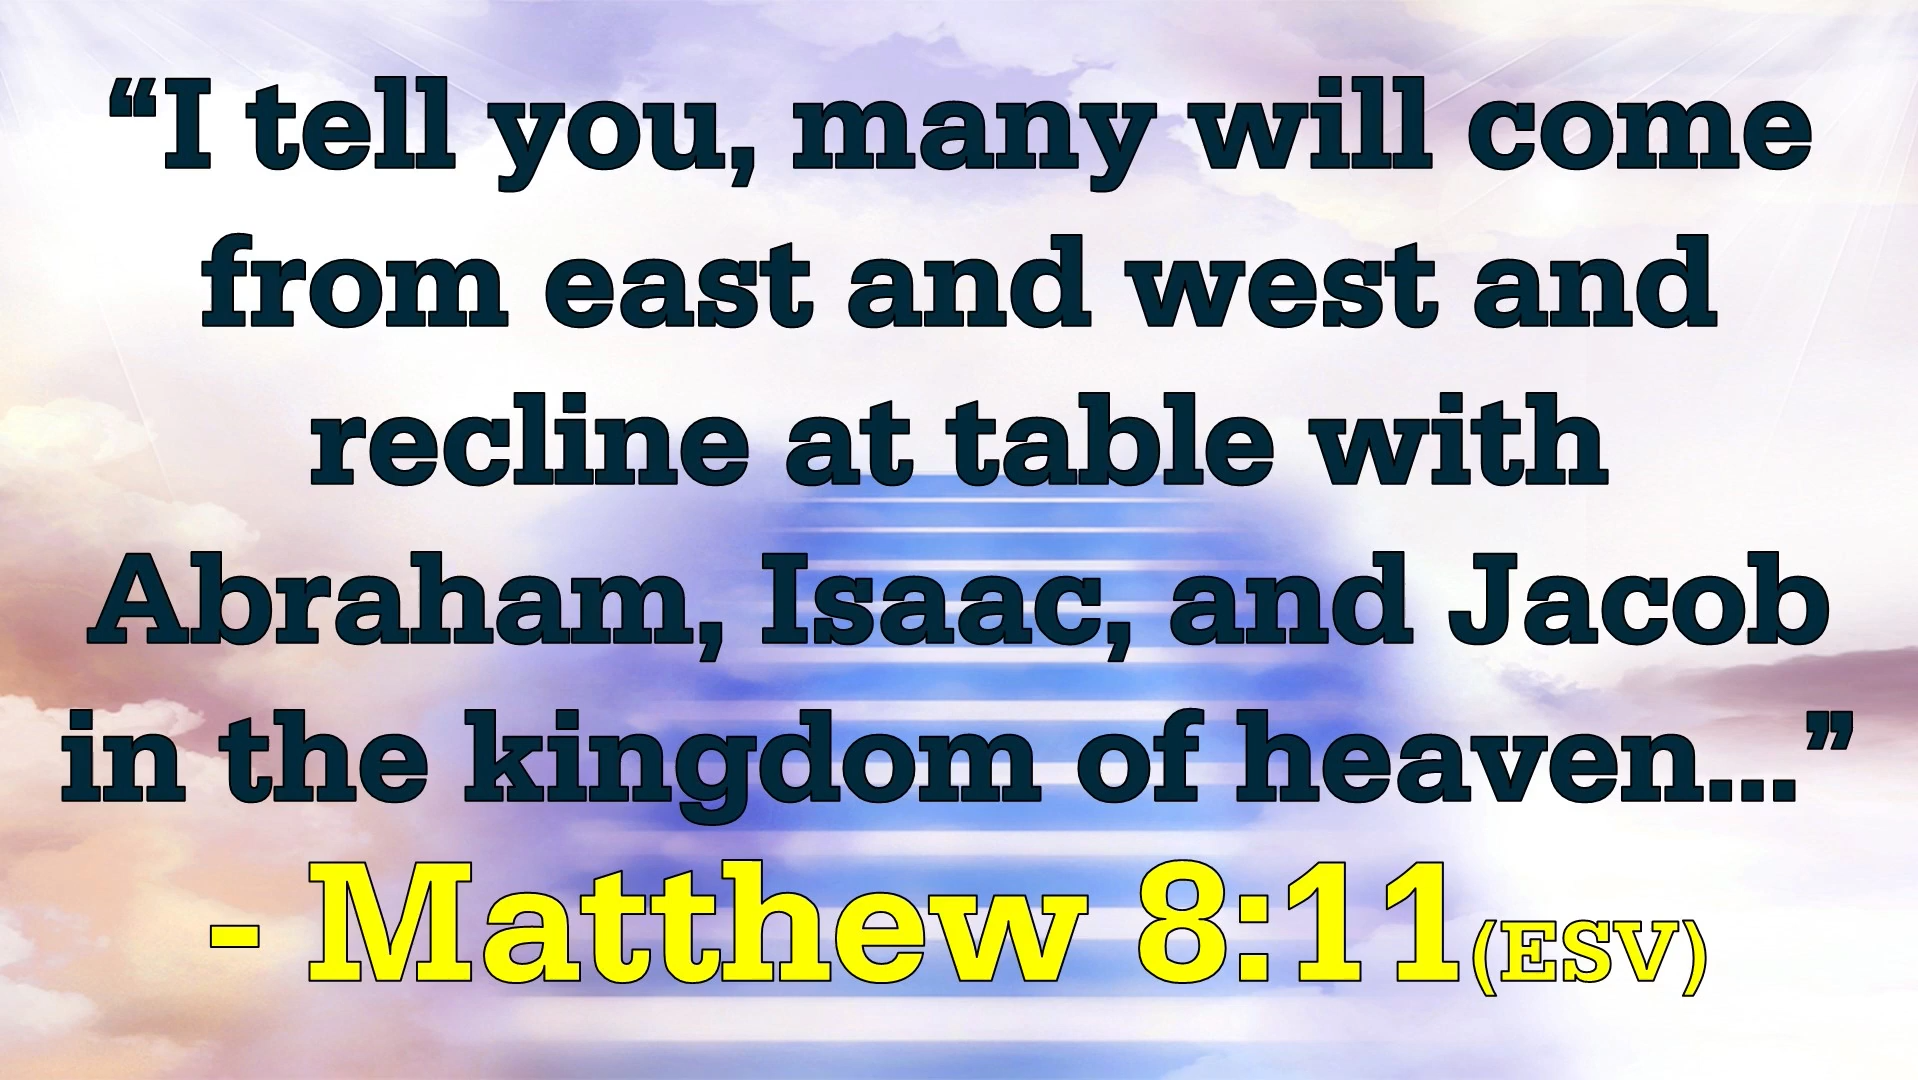 “I tell you, many will come
from east and west and
recline at table with
Abraham, Isaac, and Jacob
in the kingdom of heaven...”
- Matthew 8:11(ESV)